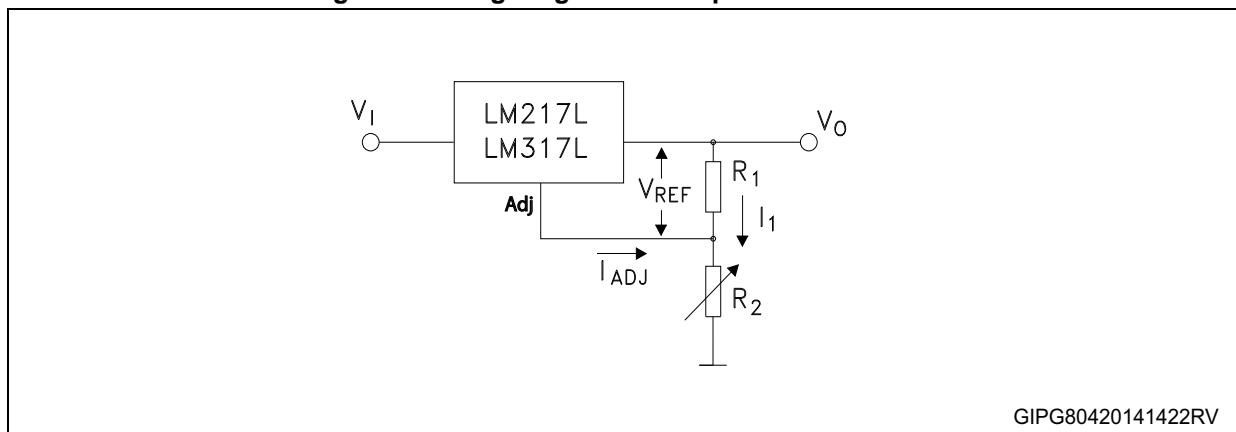 V_I
LM217L
LM317L
V_O
Adj
V_REF
R_1
I_1
I_ADJ
R_2
GIPG80420141422RV